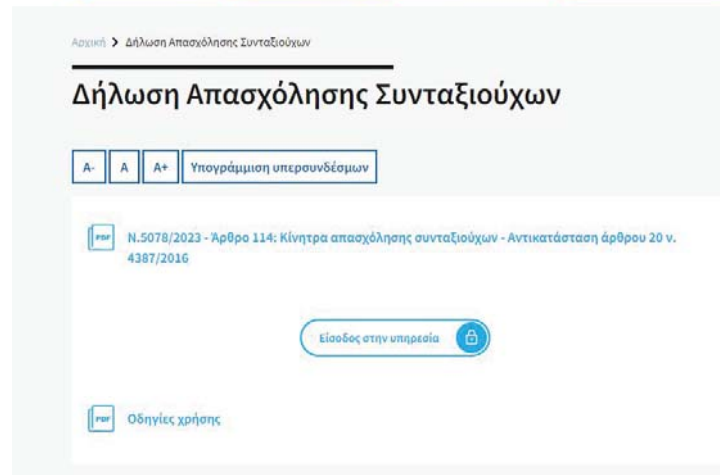 Αρχική > Δήλωση Απασχόλησης Συνταξιούχων
Δήλωση Απασχόλησης Συνταξιούχων
A- A A+ Υπογράμμιση υπερσυνδέσμων
PDF Ν.5078/2023 - Άρθρο 114: Κίνητρα απασχόλησης συνταξιούχων - Αντικατάσταση άρθρου 20 ν.
4387/2016
Είσοδος στην υπηρεσία
PDF Οδηγίες χρήσης